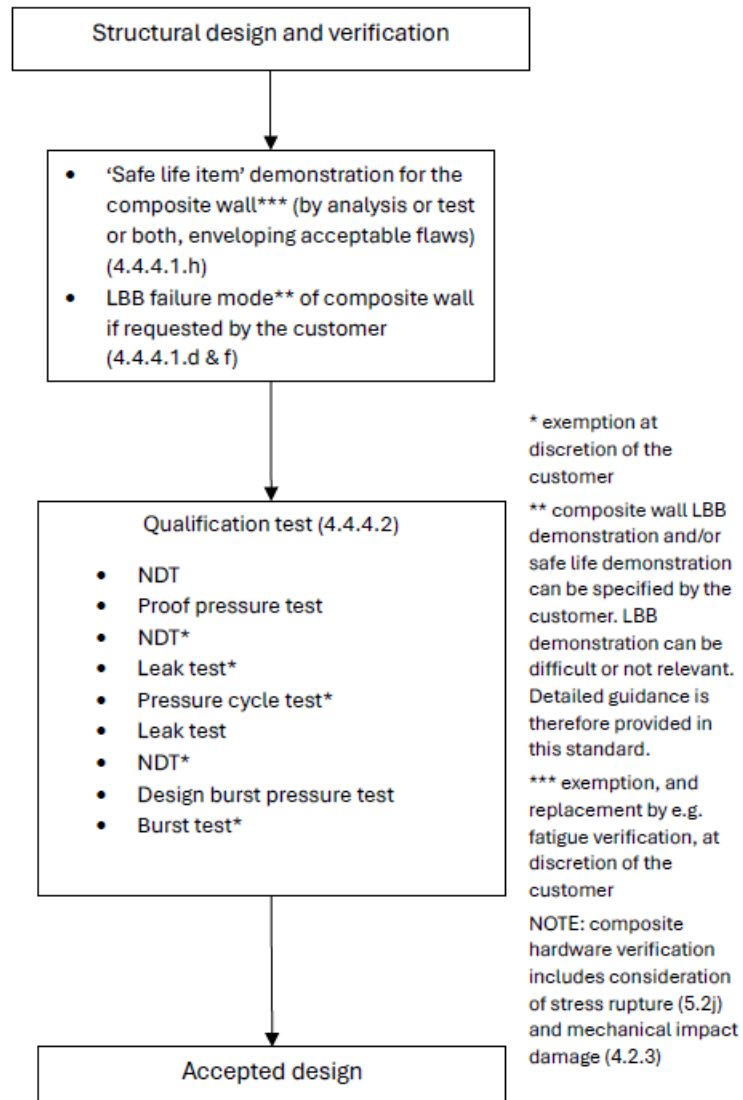 Structural design and verification
• ‘Safe life item’ demonstration for the
composite wall*** (by analysis or test
or both, enveloping acceptable flaws)
(4.4.4.1.h)
• LBB failure mode** of composite wall
if requested by the customer
(4.4.4.1.d & f)
Qualification test (4.4.4.2)
• NDT
• Proof pressure test
• NDT*
• Leak test*
• Pressure cycle test*
• Leak test
• NDT*
• Design burst pressure test
• Burst test*
* exemption at
discretion of the
customer
** composite wall LBB
demonstration and/or
safe life demonstration
can be specified by the
customer. LBB
demonstration can be
difficult or not relevant.
Detailed guidance is
therefore provided in
this standard.
*** exemption, and
replacement by e.g.
fatigue verification, at
discretion of the
customer
NOTE: composite
hardware verification
includes consideration
of stress rupture (5.2j)
and mechanical impact
damage (4.2.3)
Accepted design